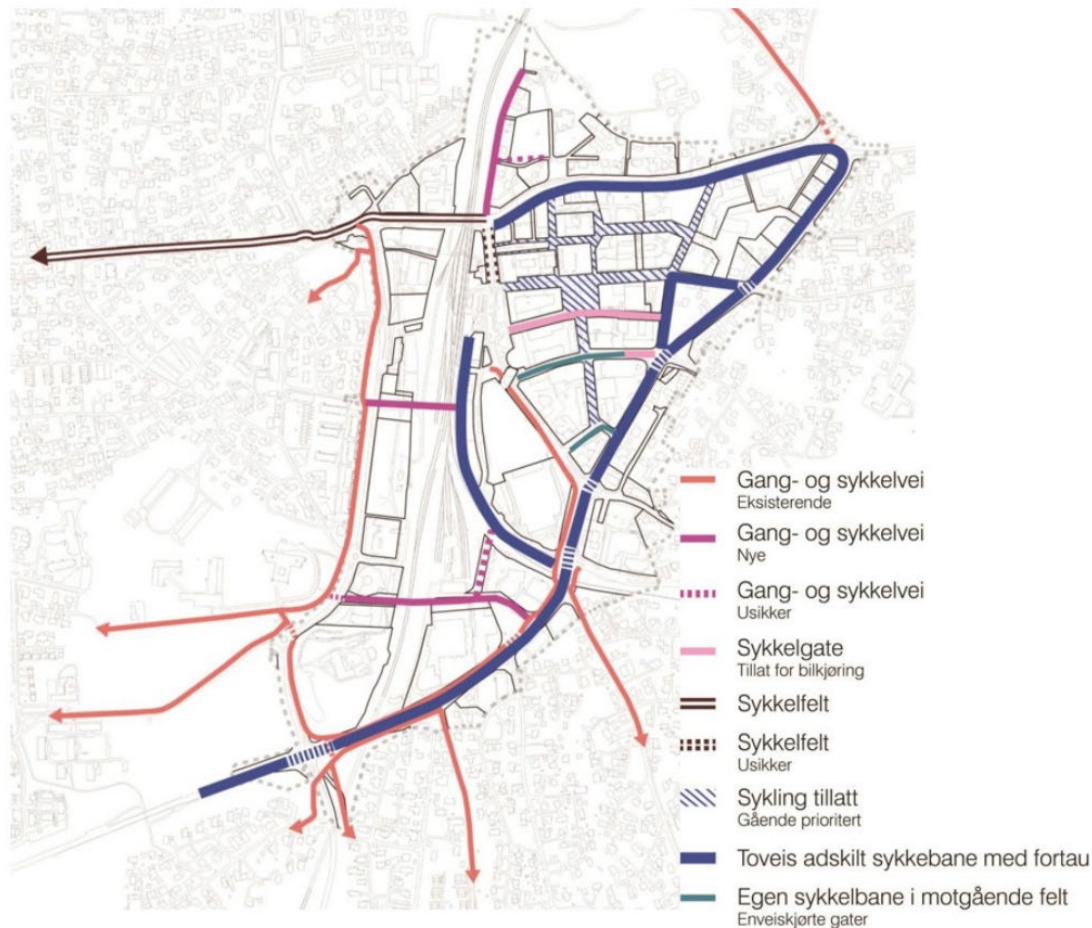 Gang- og sykkelvei
Eksisterende
Gang- og sykkelvei
Nye
Gang- og sykkelvei
Usikker
Sykkelgate
Tillat for bilkjøring
Sykkelfelt
Sykkelfelt
Usikker
Sykling tillatt
Gående prioritert
Toveis adskilt sykkebane med fortau
Egen sykkelbane i motgående felt
Enveiskjørte gater